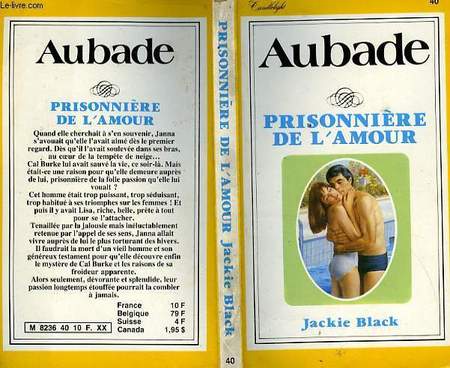 Le-livre.com
Aubade
PRISONNIÈRE
DE L'AMOUR
Quand elle cherchait à s'en souvenir, Janna
s'avouait qu'elle l'avait aimé dès le premier
regard. Dès qu'il l'avait soulevée dans ses bras,
au cœur de la tempête de neige...
Cal Burke lui avait sauvé la vie, ce soir-là. Mais
était-ce une raison pour qu'elle demeure auprès
de lui, prisonnière de la folle passion qu'elle lui
vouait ?
Cet homme était trop puissant, trop séduisant,
trop habitué à ses triomphes sur les femmes ! Et
puis il y avait Lisa, riche, belle, prête à tout
pour se l'attacher.
Tenaillée par la jalousie mais inéluctablement
retenue par l'appel de ses sens, Janna allait
vivre auprès de lui le plus torturant des hivers.
Il faudrait la mort d'un vieil homme et son
généreux testament pour qu'elle découvre enfin
le mystère de Cal Burke et les raisons de sa
froideur apparente.
Alors seulement, dévorante et splendide, leur
passion longtemps étouffée pourrait la combler
à jamais.
France 10 F
Belgique 79 F
Suisse 4 F
Canada 1,95 $
M 8236 40 10 F. XX
PRISONNIÈRE DE L'AMOUR Jackie Black
40
Candlelight
40
Aubade
PRISONNIÈRE
DE L'AMOUR
Jackie Black